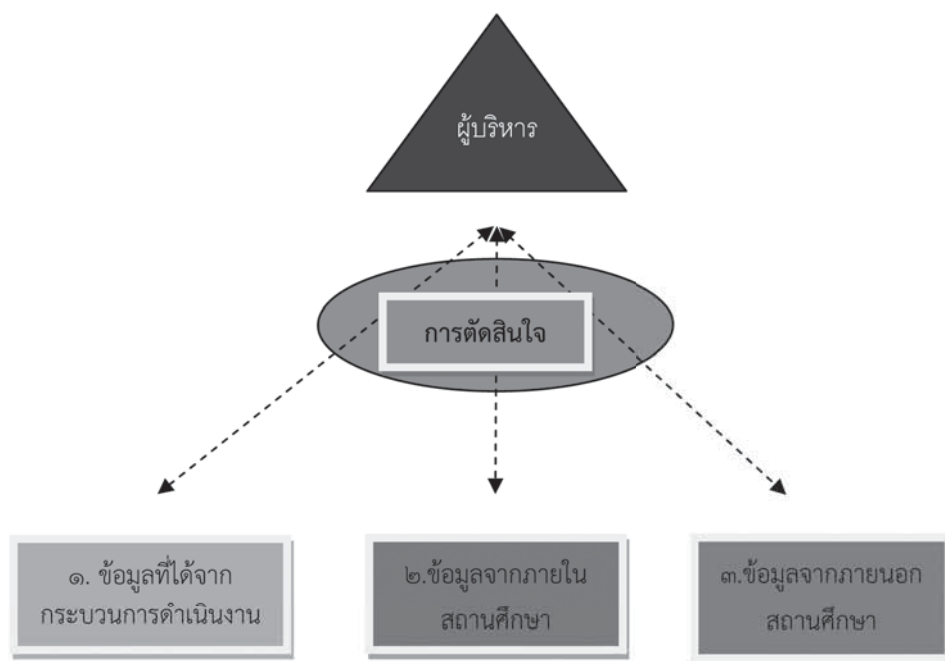 ผู้บริหาร
การตัดสินใจ
๑. ข้อมูลที่ได้จาก
กระบวนการดำเนินงาน
๒.ข้อมูลจากภายใน
สถานศึกษา
๓.ข้อมูลจากภายนอก
สถานศึกษา